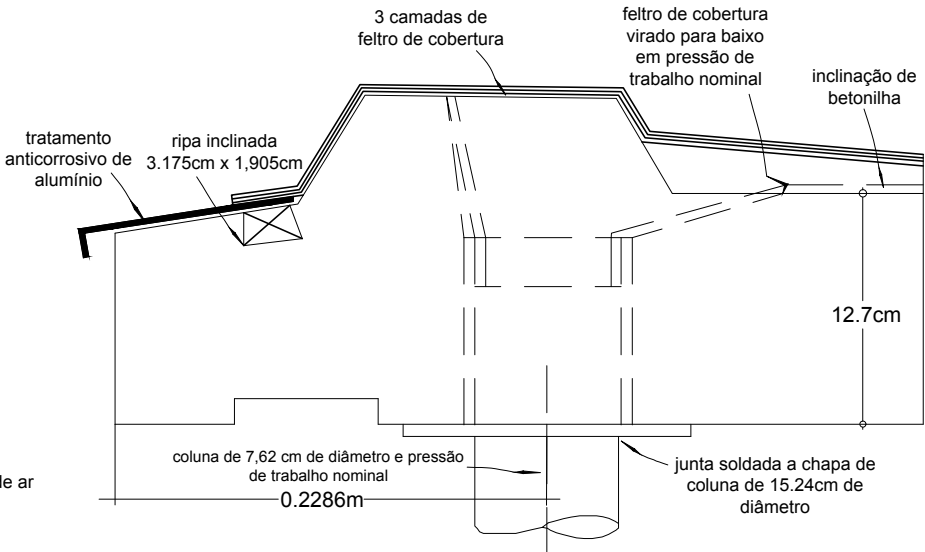 3 camadas de
feltro de cobertura
feltro de cobertura
virado para baixo
em pressão de
trabalho nominal
inclinação de
betonilha
tratamento
anticorrosivo de
alumínio
ripa inclinada
3.175cm x 1,905cm
12.7cm
coluna de 7,62 cm de diâmetro e pressão
de trabalho nominal
0.2286m
junta soldada a chapa de
coluna de 15.24cm de
diâmetro
de ar